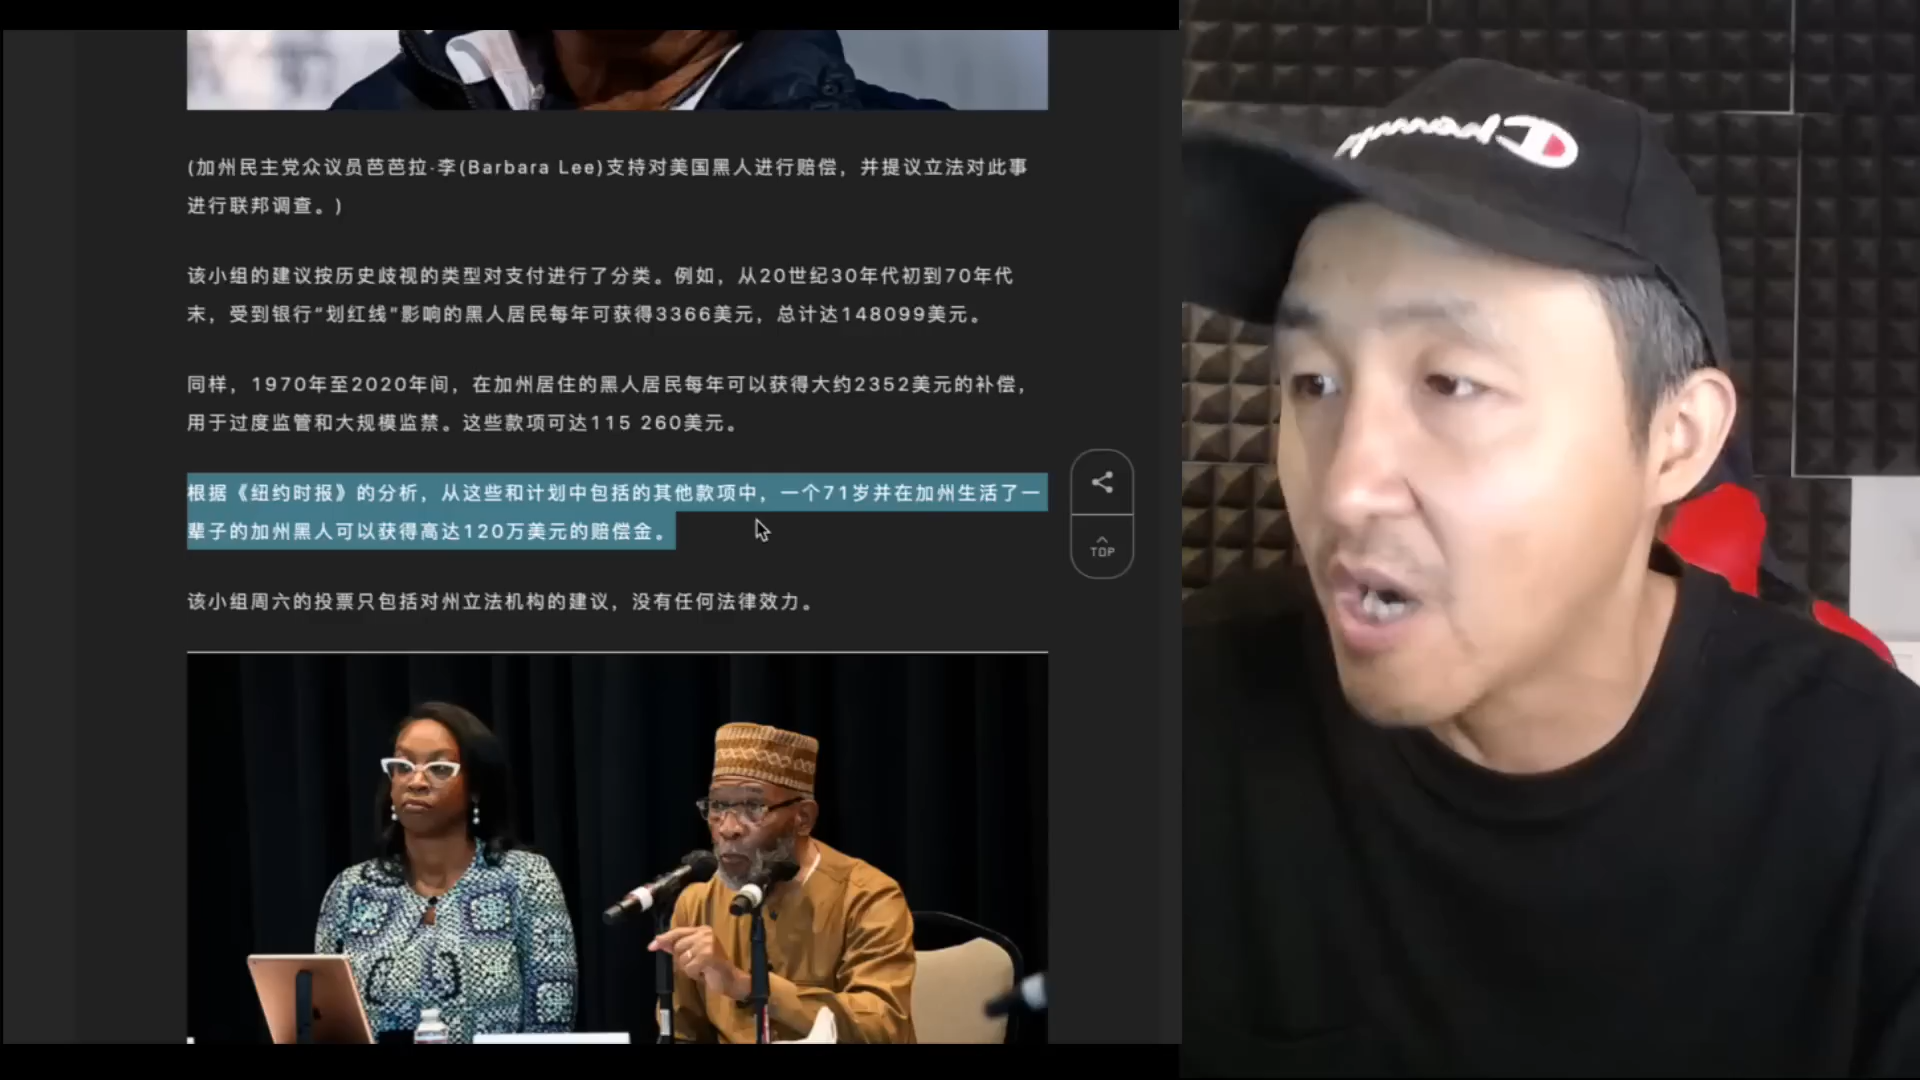 (加州民主党众议员芭芭拉·李(Barbara Lee)支持对美国黑人进行赔偿，并提议立法对此事
进行联邦调查。)
该小组的建议按历史歧视的类型对支付进行了分类。例如，从20世纪30年代初到70年代
末，受到银行“划红线”影响的黑人居民每年可获得3366美元，总计达148099美元。
同样，1970年至2020年间，在加州居住的黑人居民每年可以获得大约2352美元的补偿，
用于过度监管和大规模监禁。这些款项可达115 260美元。
根据《纽约时报》的分析，从这些和计划中包括的其他款项中，一个71岁并在加州生活了一
辈子的加州黑人可以获得高达120万美元的赔偿金。
该小组周六的投票只包括对州立法机构的建议，没有任何法律效力。
TOP
Champion